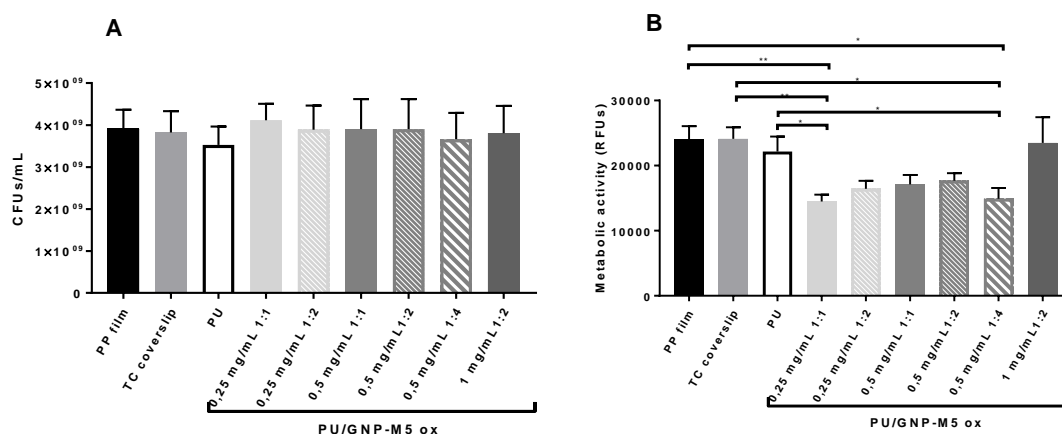 A
5×10⁰⁹
4×10⁰⁹
3×10⁰⁹
2×10⁰⁹
1×10⁰⁹
0
CFUs/mL
PP film
TC coverslip
PU
0,25 mg/mL 1:1
0,25 mg/mL 1:2
0,5 mg/mL 1:1
0,5 mg/mL 1:2
0,5 mg/mL 1:4
1 mg/mL 1:2
PU/GNP-M5 ox
B
*
**
*
**
*
*
30000
20000
10000
0
Metabolic activity (RFUs)
PP film
TC coverslip
PU
0,25 mg/mL 1:1
0,25 mg/mL 1:2
0,5 mg/mL 1:1
0,5 mg/mL 1:2
0,5 mg/mL 1:4
1 mg/mL1:2
PU/GNP-M5 ox